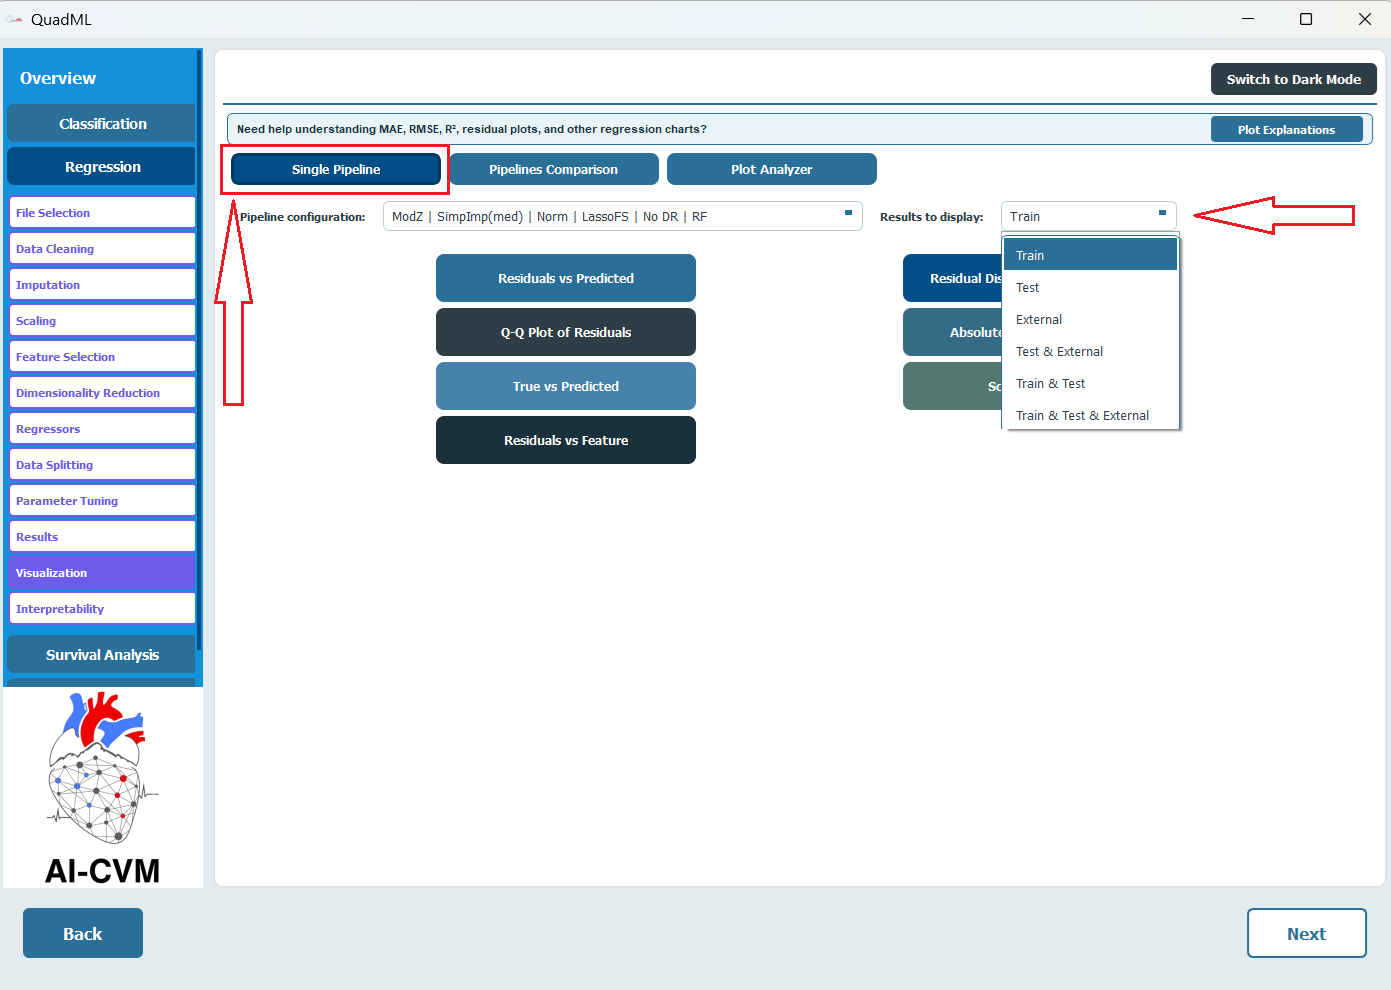 QuadML
Overview
Switch to Dark Mode
Classification
Need help understanding MAE, RMSE, R², residual plots, and other regression charts?
Plot Explanations
Regression
Single Pipeline
Pipelines Comparison
Plot Analyzer
File Selection
Pipeline configuration:
ModZ | SimpImp(med) | Norm | LassoFS | No DR | RF
Results to display:
Train
Data Cleaning
Train
Imputation
Residuals vs Predicted
Residual Dis
Test
Scaling
Q-Q Plot of Residuals
Absolute
External
Feature Selection
Test & External
Dimensionality Reduction
True vs Predicted
Sc
Train & Test
Regressors
Residuals vs Feature
Train & Test & External
Data Splitting
Parameter Tuning
Results
Visualization
Interpretability
Survival Analysis
AI-CVM
Back
Next